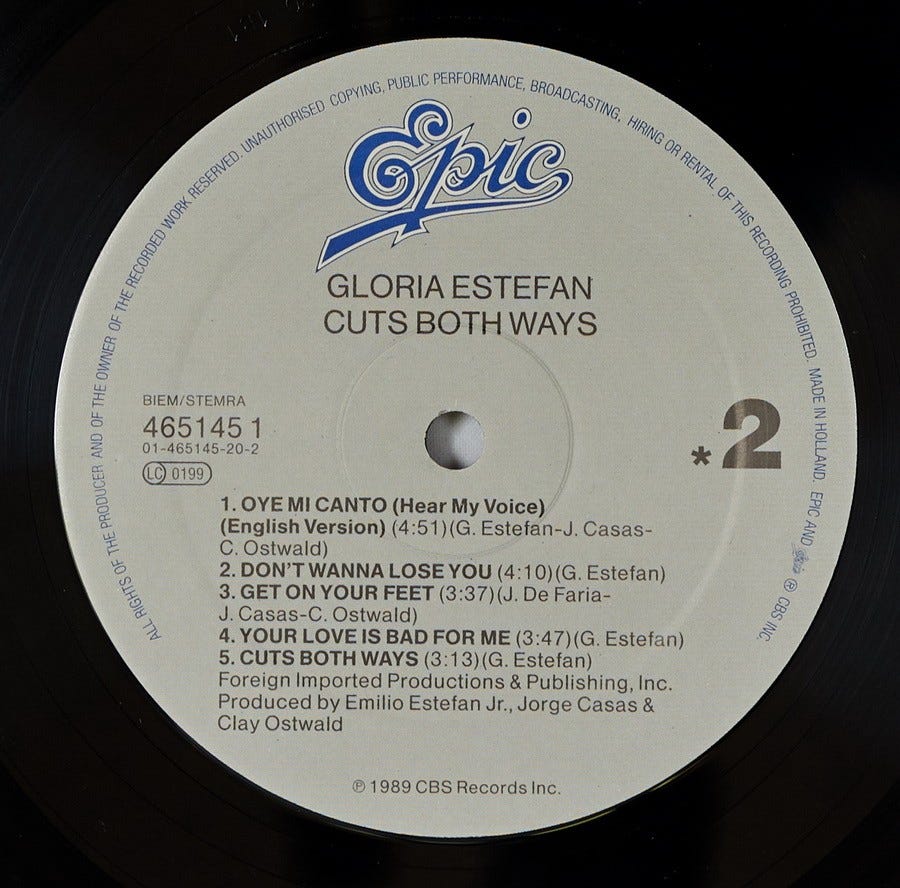 ALL RIGHTS OF THE PRODUCER AND OF THE OWNER OF THE RECORDED WORK RESERVED. UNAUTHORISED COPYING, PUBLIC PERFORMANCE, BROADCASTING, HIRING OR RENTAL OF THIS RECORDING PROHIBITED. MADE IN HOLLAND. EPIC AND Epic ® CBS INC.
Epic
GLORIA ESTEFAN
CUTS BOTH WAYS
BIEM/STEMRA
465145 1
01-465145-20-2
LC 0199
*2
1. OYE MI CANTO (Hear My Voice)
(English Version) (4:51)(G. Estefan-J. Casas-
C. Ostwald)
2. DON'T WANNA LOSE YOU (4:10)(G. Estefan)
3. GET ON YOUR FEET (3:37)(J. De Faria-
J. Casas-C. Ostwald)
4. YOUR LOVE IS BAD FOR ME (3:47)(G. Estefan)
5. CUTS BOTH WAYS (3:13)(G. Estefan)
Foreign Imported Productions & Publishing, Inc.
Produced by Emilio Estefan Jr., Jorge Casas &
Clay Ostwald
℗ 1989 CBS Records Inc.